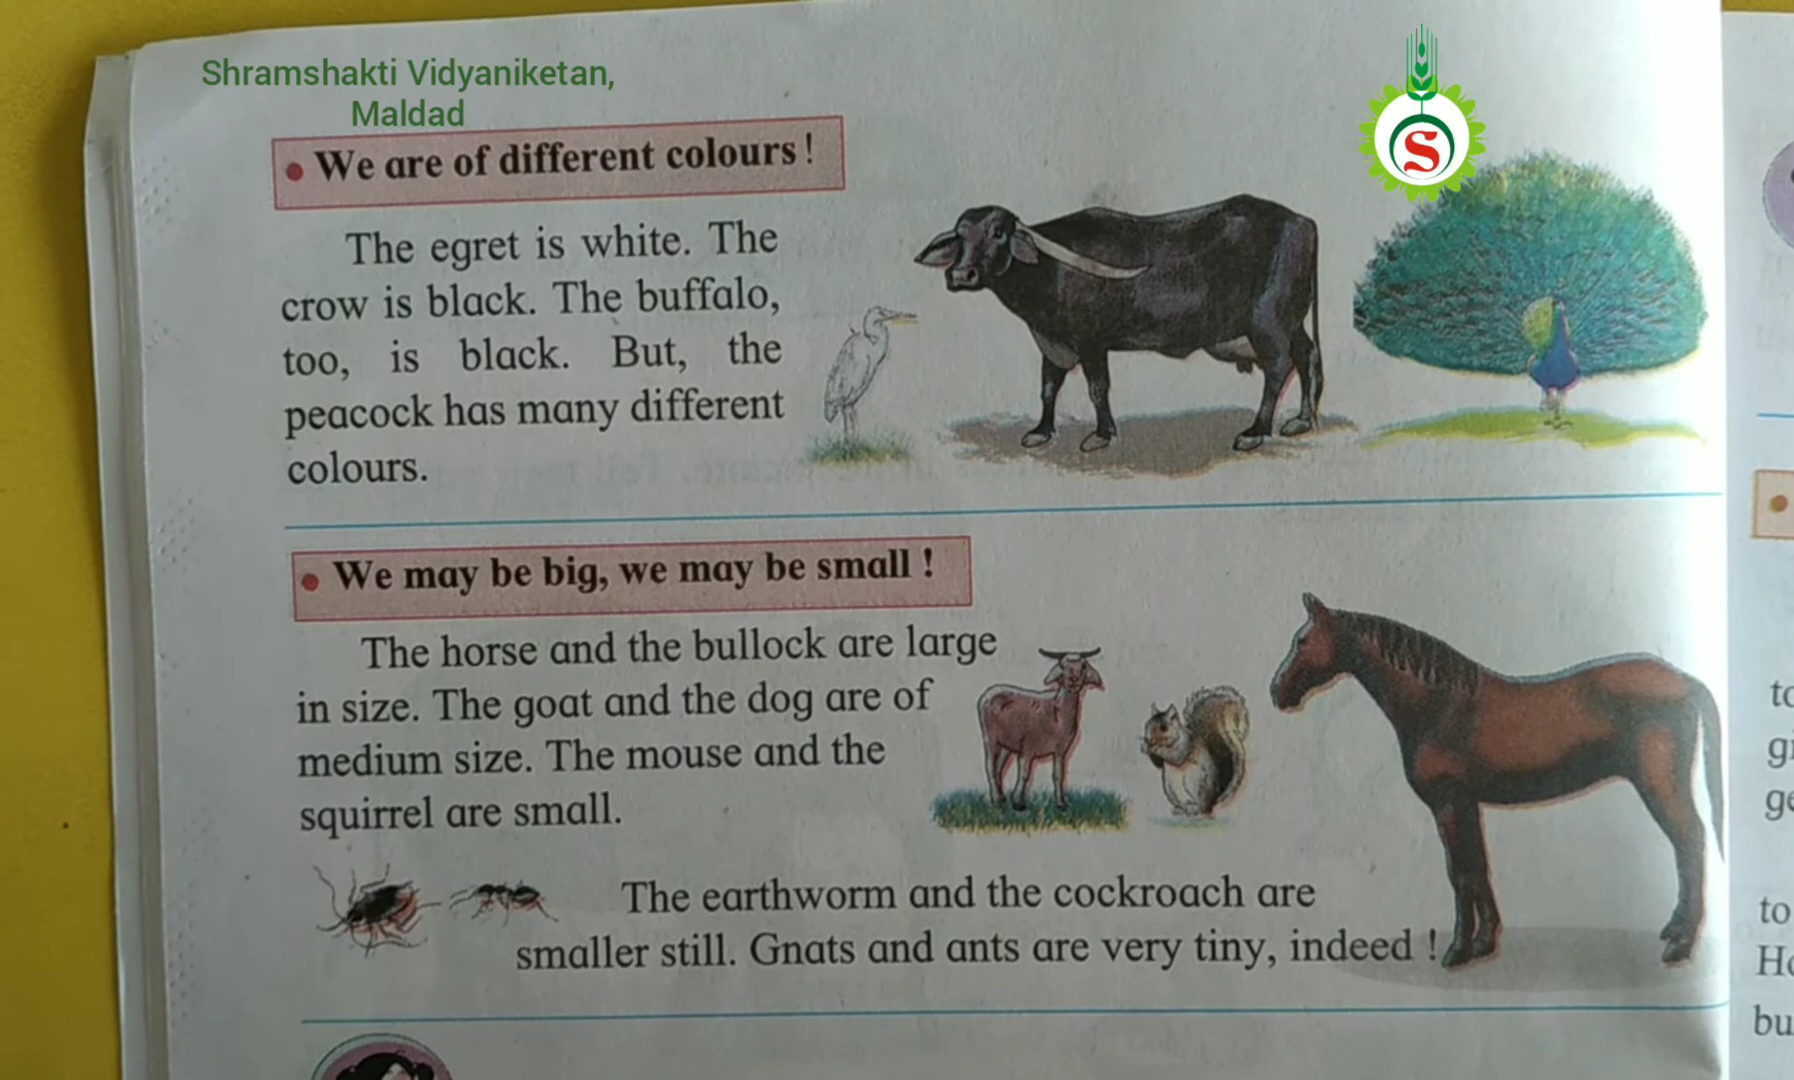 Shramshakti Vidyaniketan,
Maldad
S
• We are of different colours !
The egret is white. The
crow is black. The buffalo,
too, is black. But, the
peacock has many different
colours.
• We may be big, we may be small !
The horse and the bullock are large
in size. The goat and the dog are of
medium size. The mouse and the
squirrel are small.
The earthworm and the cockroach are
smaller still. Gnats and ants are very tiny, indeed !
to
bu